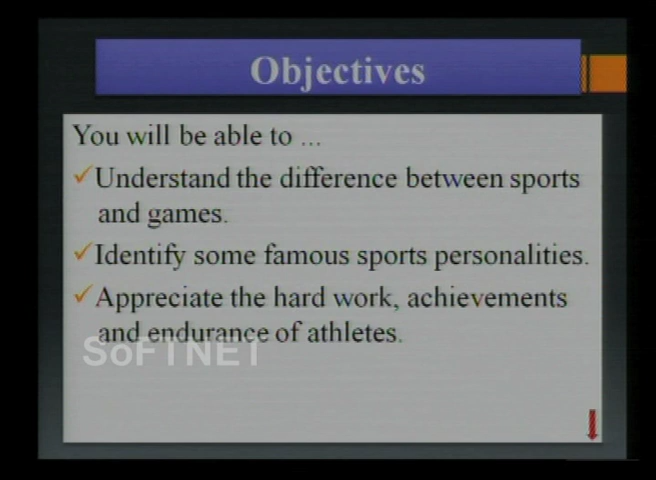 Objectives
You will be able to ...
✓Understand the difference between sports
and games.
✓Identify some famous sports personalities.
✓Appreciate the hard work, achievements
and endurance of athletes.
SoFTNET